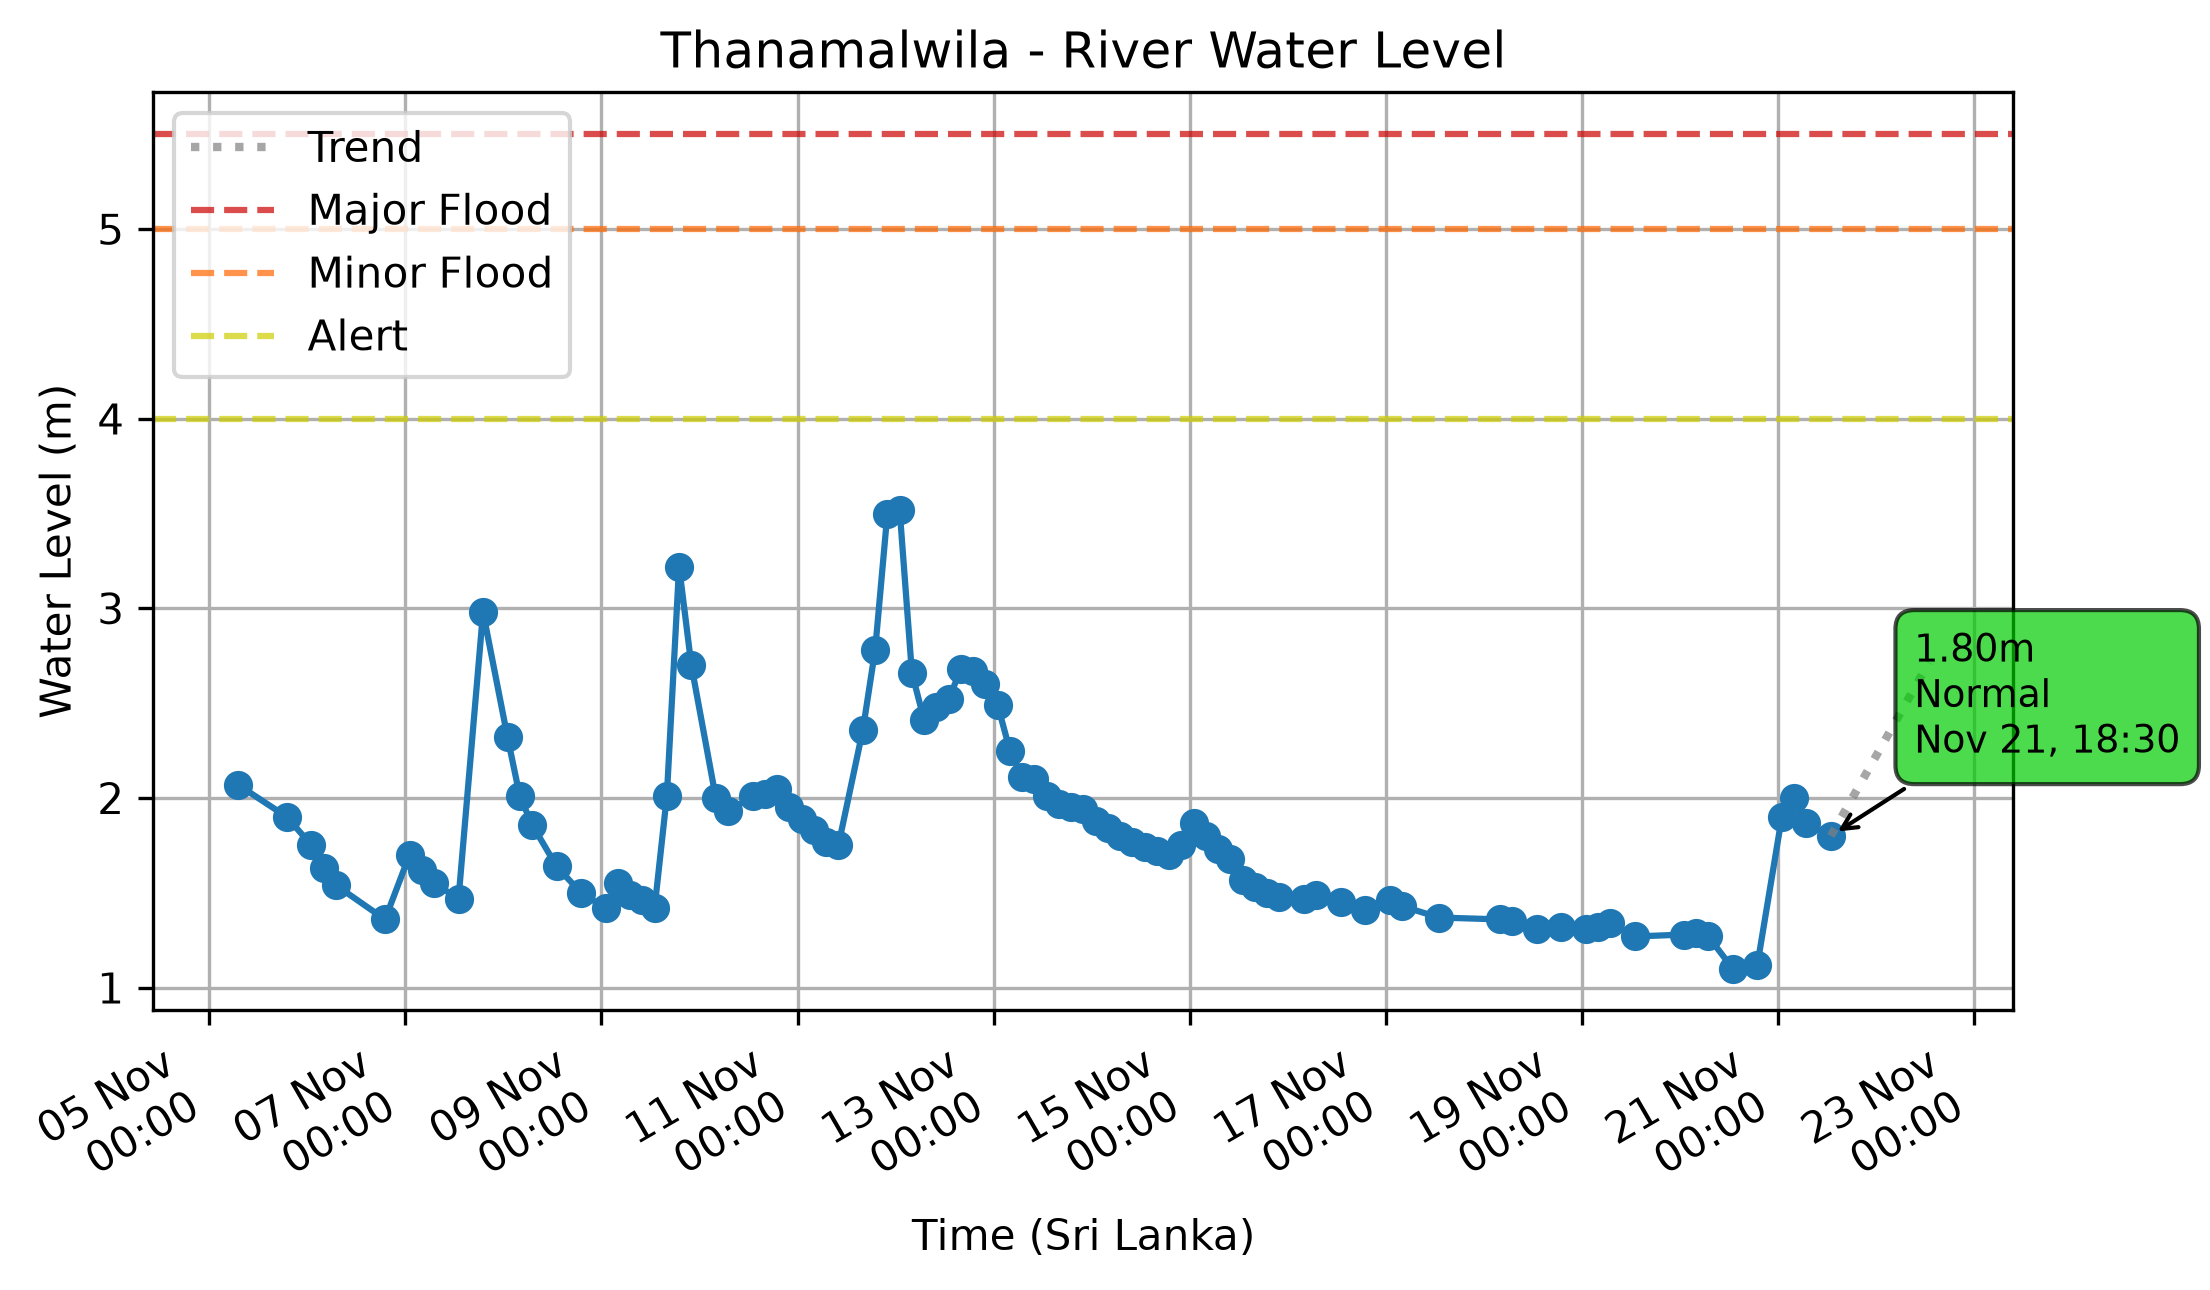 Thanamalwila - River Water Level
Trend
Major Flood
Minor Flood
Alert
Water Level (m)
5
4
3
2
1
1.80m
Normal
Nov 21, 18:30
05 Nov
00:00
07 Nov
00:00
09 Nov
00:00
11 Nov
00:00
13 Nov
00:00
15 Nov
00:00
17 Nov
00:00
19 Nov
00:00
21 Nov
00:00
23 Nov
00:00
Time (Sri Lanka)